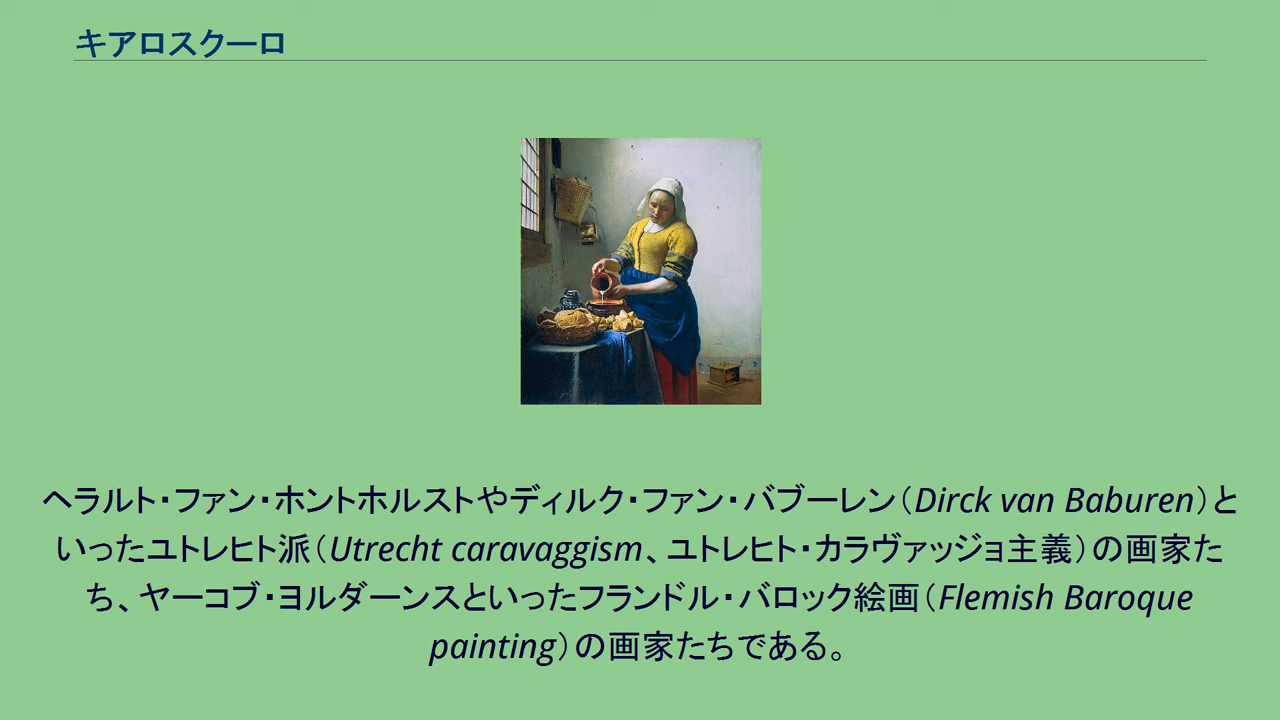 キアロスクーロ
ヘラルト・ファン・ホントホルストやディルク・ファン・バブーレン（Dirck van Baburen）と
いったユトレヒト派（Utrecht caravaggism、ユトレヒト・カラヴァッジョ主義）の画家た
ち、ヤーコブ・ヨルダーンスといったフランドル・バロック絵画（Flemish Baroque
painting）の画家たちである。